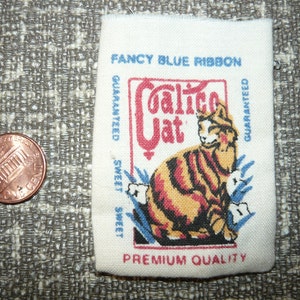 FANCY BLUE RIBBON
Calico
Cat
GUARANTEED
SWEET
SWEET
GUARANTEED
PREMIUM QUALITY